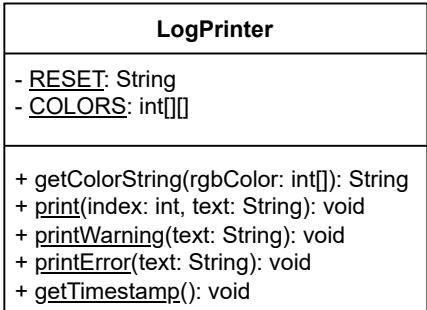 LogPrinter
- RESET: String
- COLORS: int[][]
+ getColorString(rgbColor: int[]): String
+ print(index: int, text: String): void
+ printWarning(text: String): void
+ printError(text: String): void
+ getTimestamp(): void